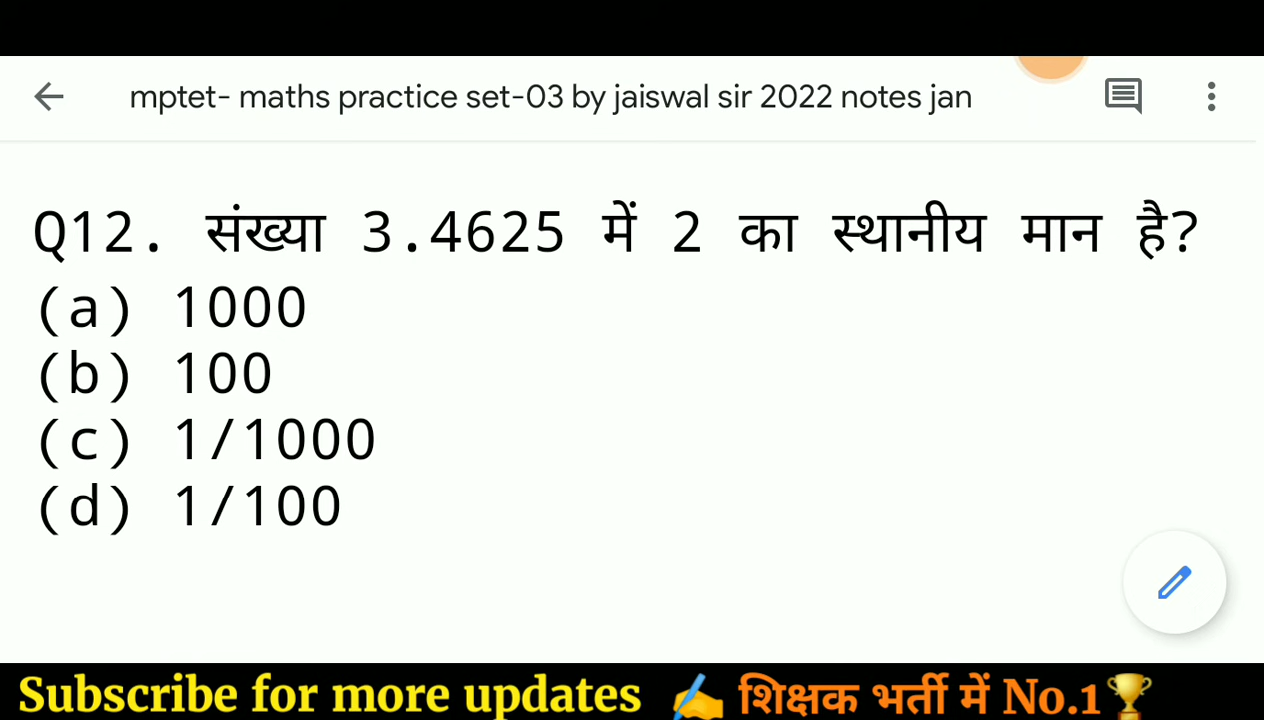 mptet- maths practice set-03 by jaiswal sir 2022 notes jan
Q12. संख्या 3.4625 में 2 का स्थानीय मान है?
(a) 1000
(b) 100
(c) 1/1000
(d) 1/100
Subscribe for more updates ✍️ शिक्षक भर्ती में No.1🏆